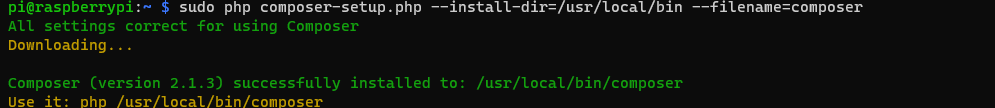 pi@raspberrypi:~ $ sudo php composer-setup.php --install-dir=/usr/local/bin --filename=composer
All settings correct for using Composer
Downloading...
Composer (version 2.1.3) successfully installed to: /usr/local/bin/composer
Use it: php /usr/local/bin/composer